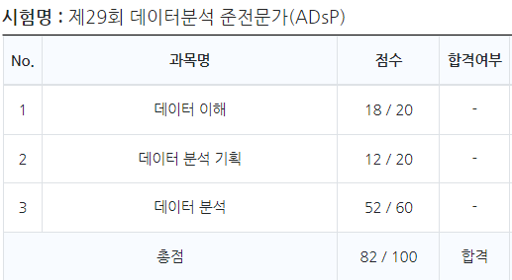 시험명 : 제29회 데이터분석 준전문가(ADsP)
No. 과목명 점수 합격여부
1 데이터 이해 18 / 20 -
2 데이터 분석 기획 12 / 20 -
3 데이터 분석 52 / 60 -
총점 82 / 100 합격